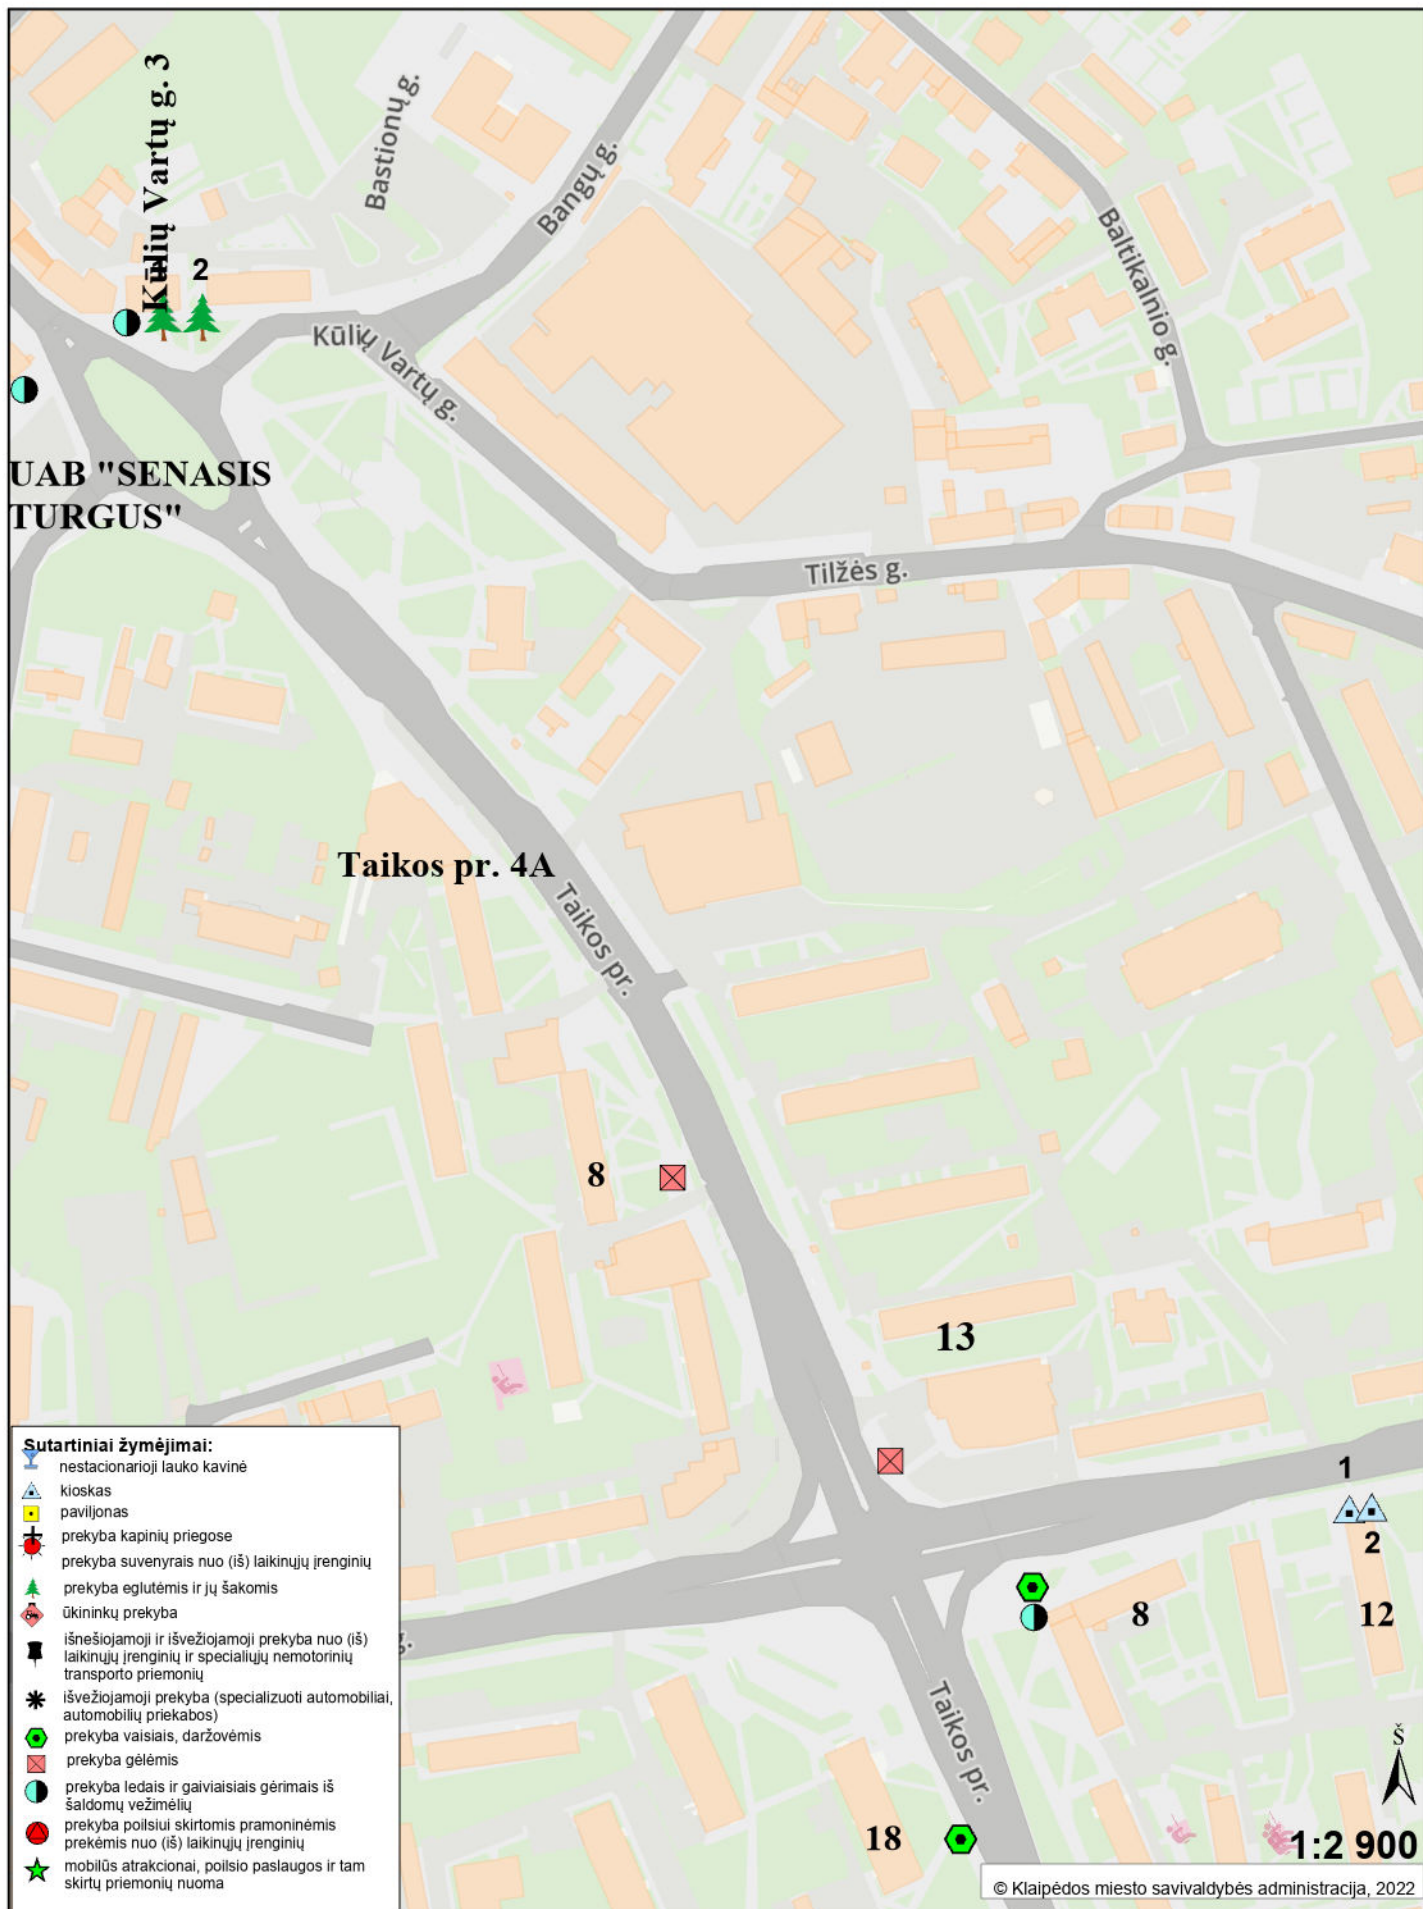 Kūlių Vartų g. 3
Bastionų g.
Bangų g.
Baltikalnio g.
2
Kūlių Vartų g.
UAB "SENASIS
TURGUS"
Tilžės g.
Taikos pr. 4A
Taikos pr.
8
13
1
2
8
12
g.
Taikos pr.
18
Sutartiniai žymėjimai:
nestacionarioji lauko kavinė
kioskas
paviljonas
prekyba kapinių priegose
prekyba suvenyrais nuo (iš) laikinųjų įrenginių
prekyba eglutėmis ir jų šakomis
ūkininkų prekyba
išnešiojamoji ir išvežiojamoji prekyba nuo (iš)
laikinųjų įrenginių ir specialiųjų nemotorinių
transporto priemonių
išvežiojamoji prekyba (specializuoti automobiliai,
automobilių priekabos)
prekyba vaisiais, daržovėmis
prekyba gėlėmis
prekyba ledais ir gaiviaisiais gėrimais iš
šaldomų vežimėlių
prekyba poilsiui skirtomis pramoninėmis
prekėmis nuo (iš) laikinųjų įrenginių
mobilūs atrakcionai, poilsio paslaugos ir tam
skirtų priemonių nuoma
Š
1:2 900
© Klaipėdos miesto savivaldybės administracija, 2022